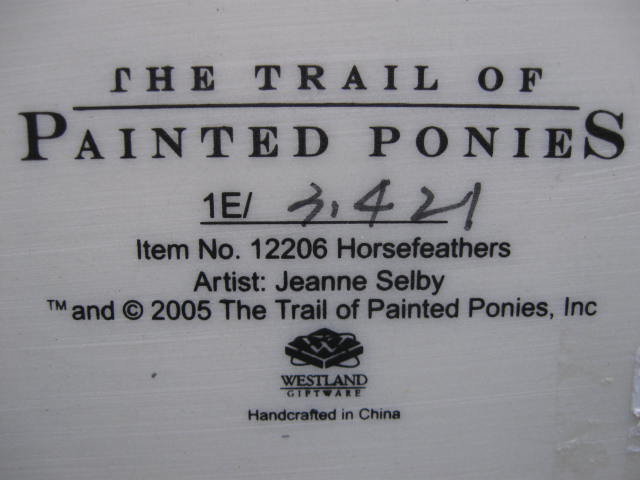 THE TRAIL OF
PAINTED PONIES
1E/ 3,421
Item No. 12206 Horsefeathers
Artist: Jeanne Selby
™ and © 2005 The Trail of Painted Ponies, Inc
WESTLAND
GIFTWARE
Handcrafted in China